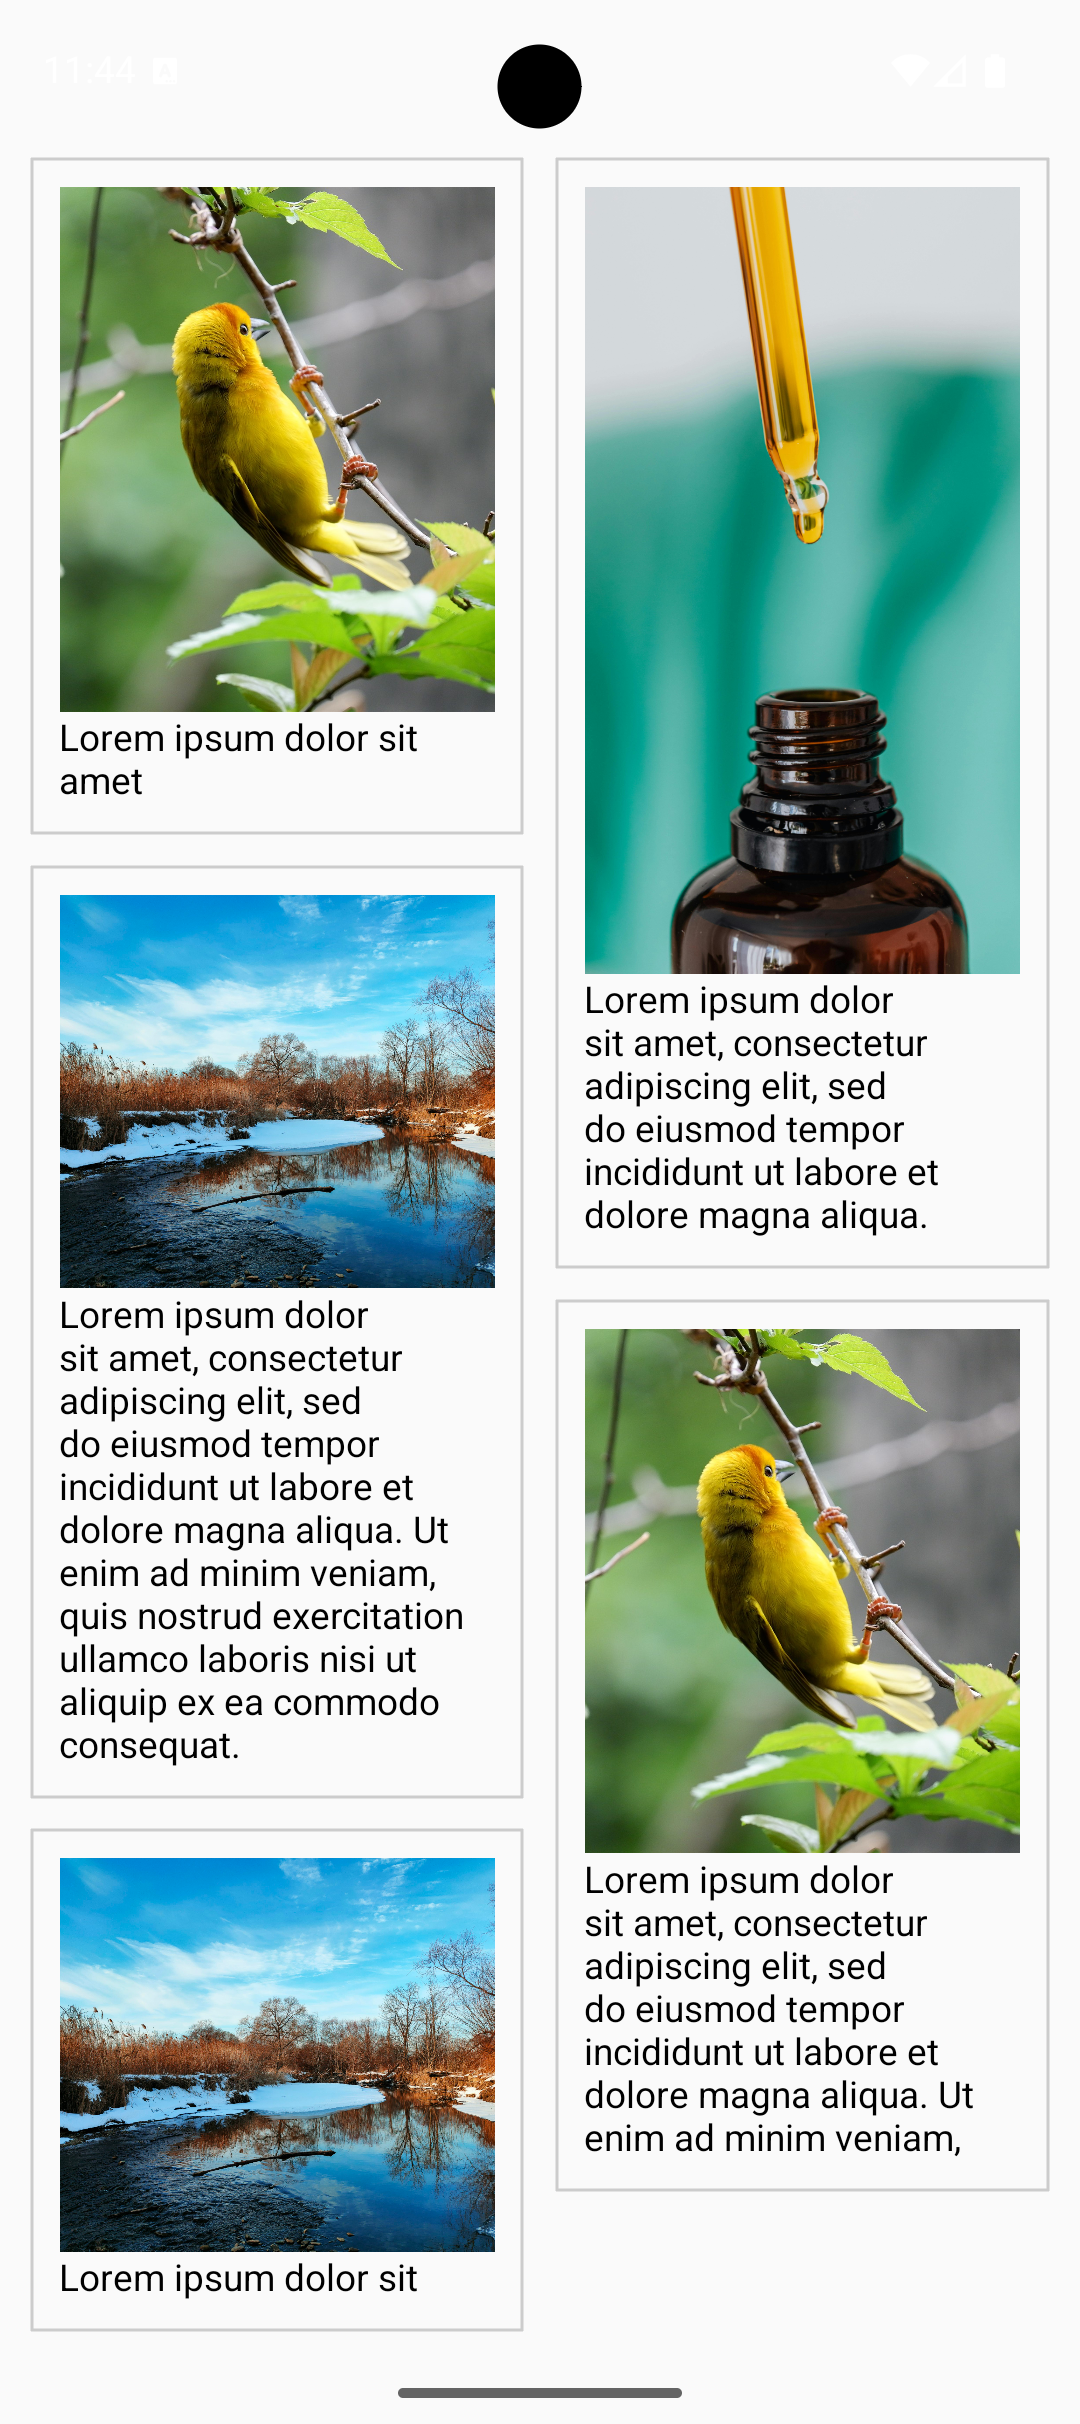 11:44
Lorem ipsum dolor sit
amet
Lorem ipsum dolor
sit amet, consectetur
adipiscing elit, sed
do eiusmod tempor
incididunt ut labore et
dolore magna aliqua.
Lorem ipsum dolor
sit amet, consectetur
adipiscing elit, sed
do eiusmod tempor
incididunt ut labore et
dolore magna aliqua. Ut
enim ad minim veniam,
quis nostrud exercitation
ullamco laboris nisi ut
aliquip ex ea commodo
consequat.
Lorem ipsum dolor
sit amet, consectetur
adipiscing elit, sed
do eiusmod tempor
incididunt ut labore et
dolore magna aliqua. Ut
enim ad minim veniam,
Lorem ipsum dolor sit